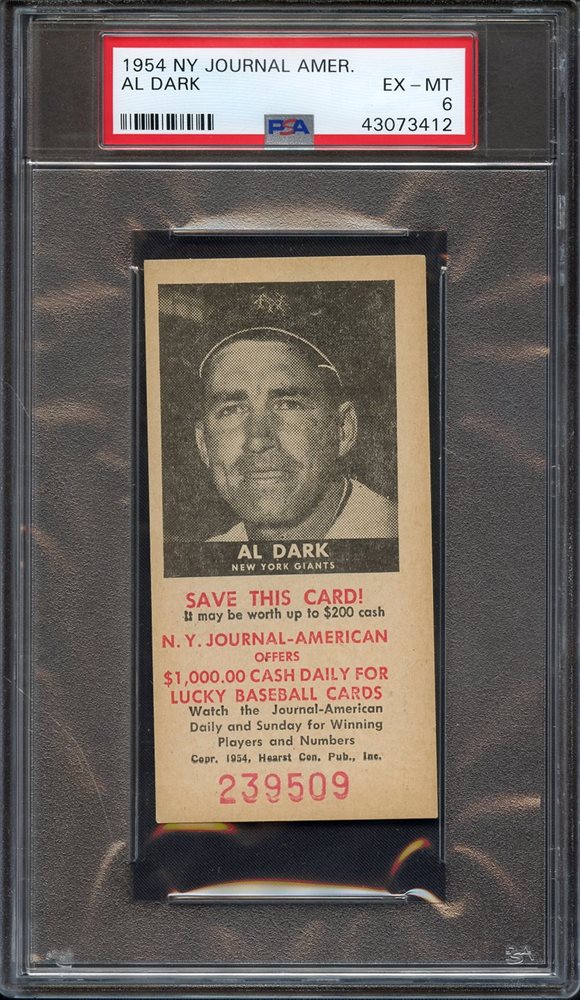 1954 NY JOURNAL AMER.
AL DARK EX - MT
6
PSA 43073412
NY
AL DARK
NEW YORK GIANTS
SAVE THIS CARD!
It may be worth up to $200 cash
N. Y. JOURNAL-AMERICAN
OFFERS
$1,000.00 CASH DAILY FOR
LUCKY BASEBALL CARDS
Watch the Journal-American
Daily and Sunday for Winning
Players and Numbers
Copr. 1954, Hearst Con. Pub., Inc.
239509
PSA